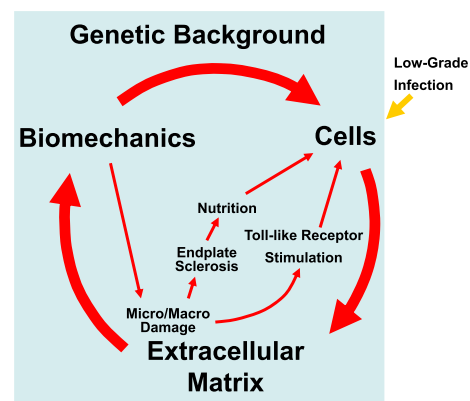 Genetic Background
Low-Grade
Infection
Biomechanics
Cells
Nutrition
Toll-like Receptor
Stimulation
Endplate
Sclerosis
Micro/Macro
Damage
Extracellular
Matrix